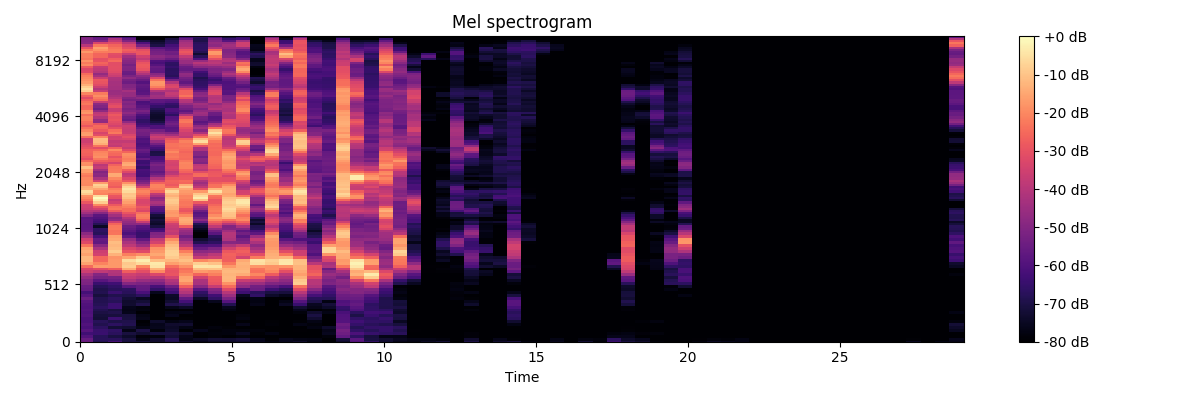 Mel spectrogram
8192
4096
2048
1024
512
0
Hz
0 5 10 15 20 25
Time
+0 dB
-10 dB
-20 dB
-30 dB
-40 dB
-50 dB
-60 dB
-70 dB
-80 dB